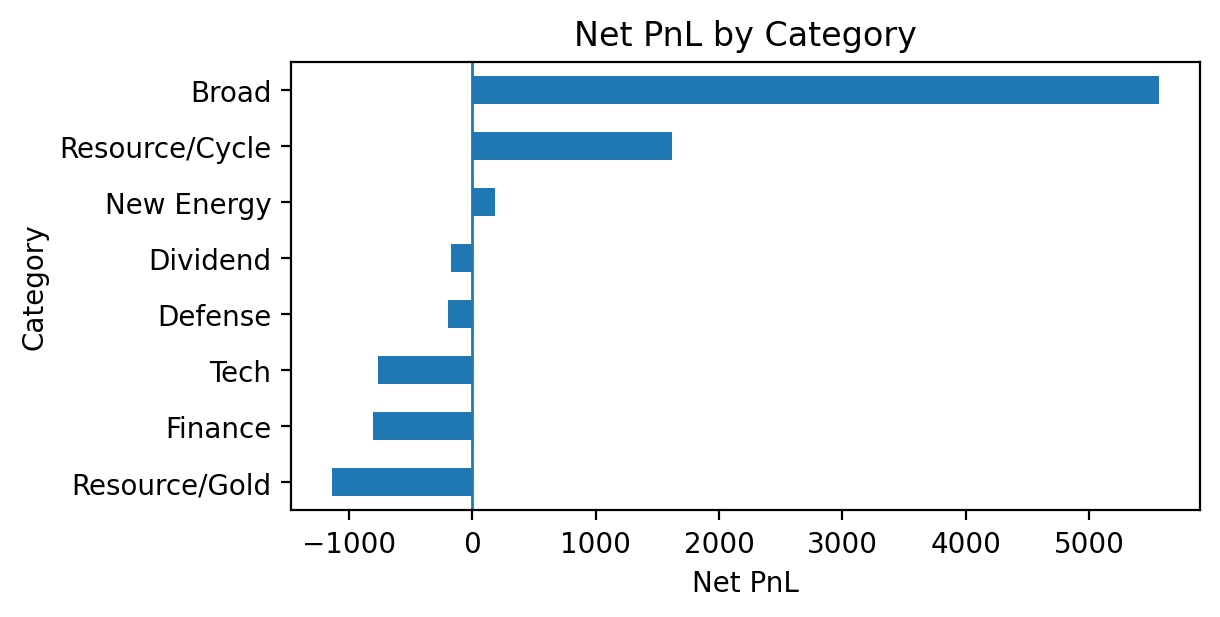 Net PnL by Category
Category
Broad
Resource/Cycle
New Energy
Dividend
Defense
Tech
Finance
Resource/Gold
−1000 0 1000 2000 3000 4000 5000
Net PnL